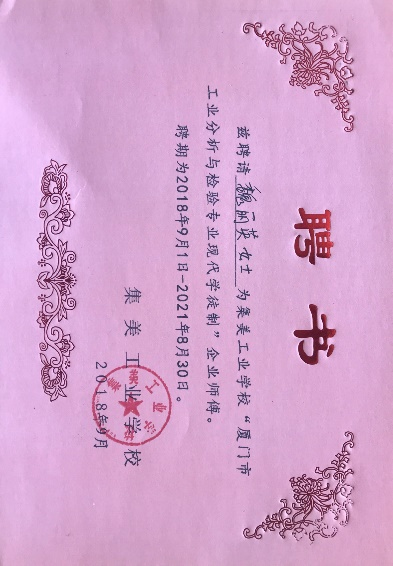 聘书
兹聘请 魏丽英 女士 为集美工业学校“厦门市
工业分析与检验专业现代学徒制”企业师傅。
聘期为2018年9月1日-2021年8月30日。
集美工业学校
2018年9月